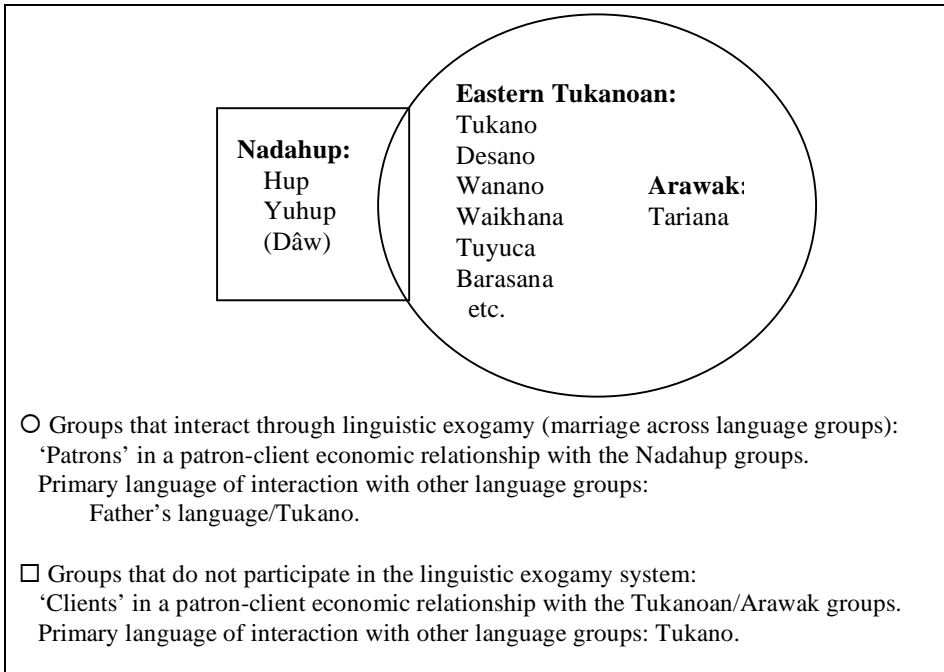 Eastern Tukanoan:
Tukano
Desano
Wanano
Waikhana
Tuyuca
Barasana
etc.
Arawak:
Tariana
Nadahup:
Hup
Yuhup
(Dâw)
○ Groups that interact through linguistic exogamy (marriage across language groups):
‘Patrons’ in a patron-client economic relationship with the Nadahup groups.
Primary language of interaction with other language groups:
Father’s language/Tukano.
□ Groups that do not participate in the linguistic exogamy system:
‘Clients’ in a patron-client economic relationship with the Tukanoan/Arawak groups.
Primary language of interaction with other language groups: Tukano.